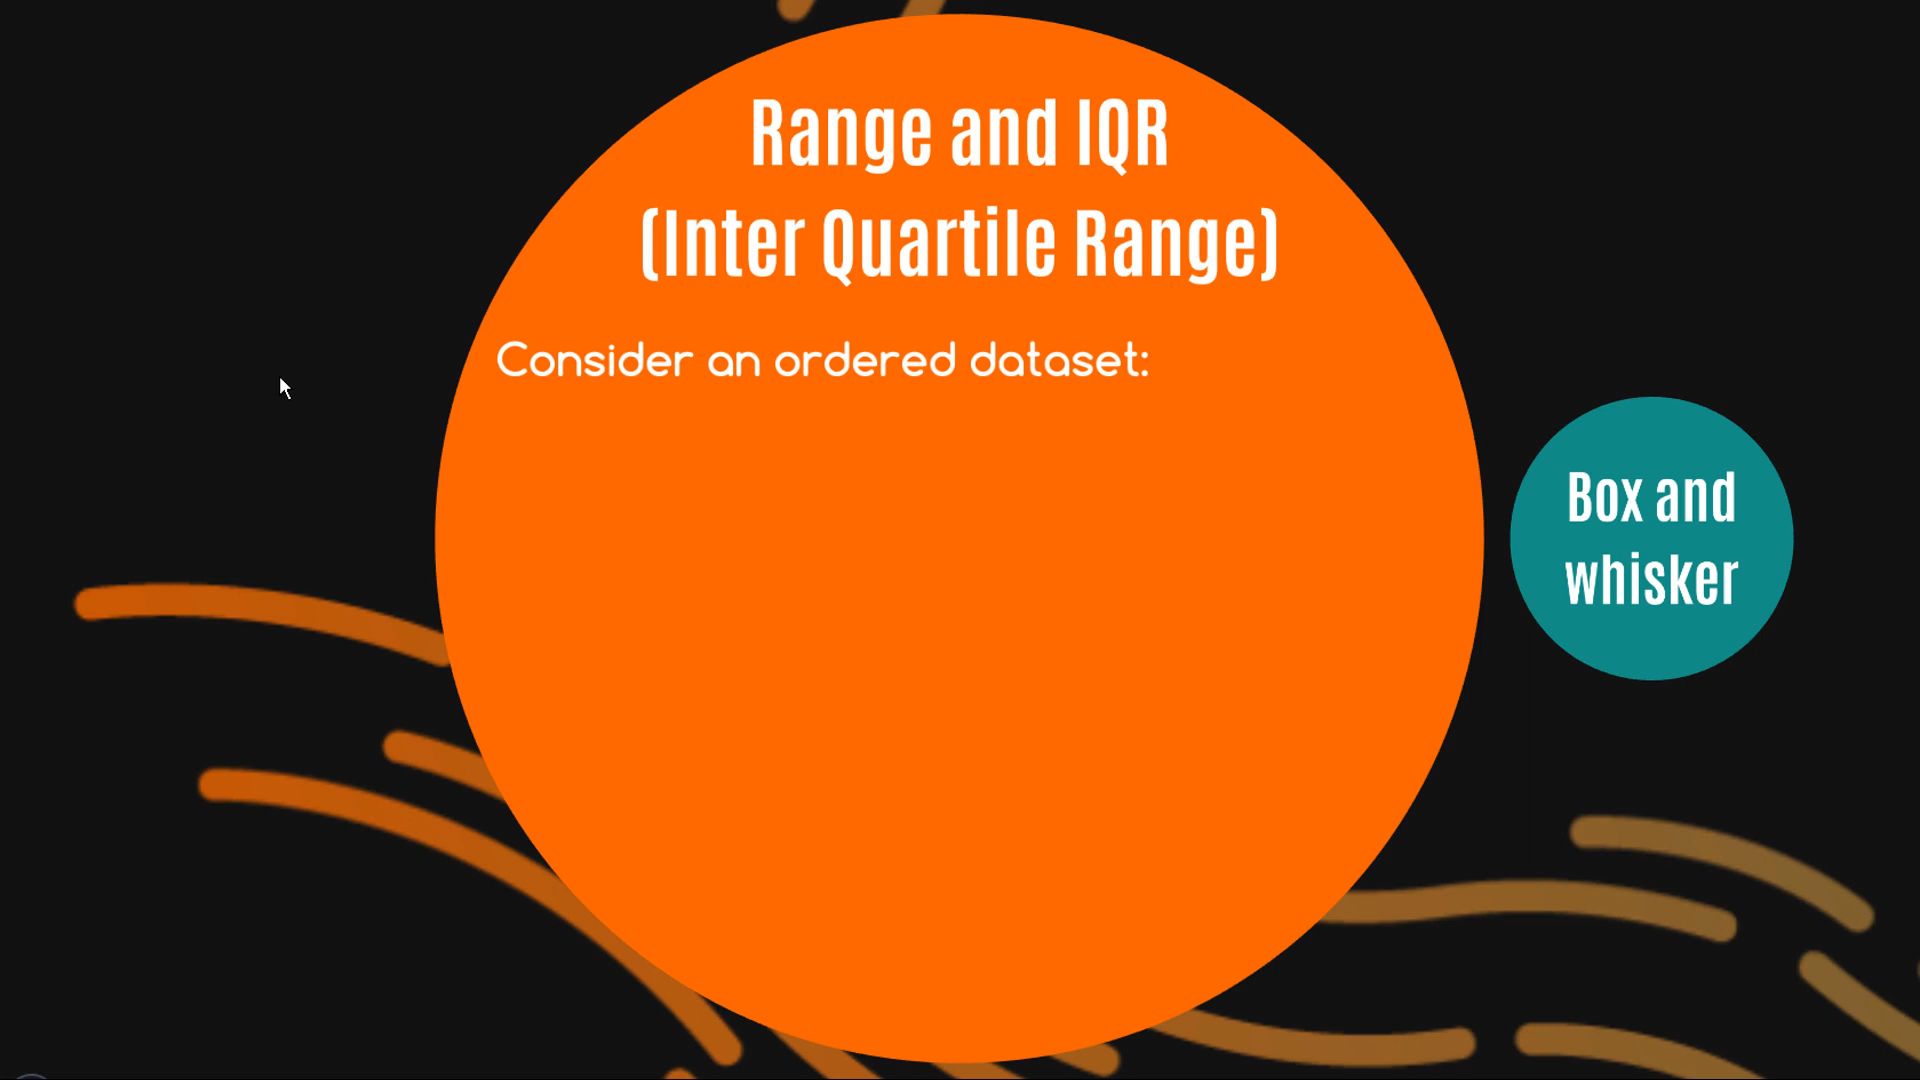 Range and IQR
(Inter Quartile Range)
Consider an ordered dataset:
Box and
whisker